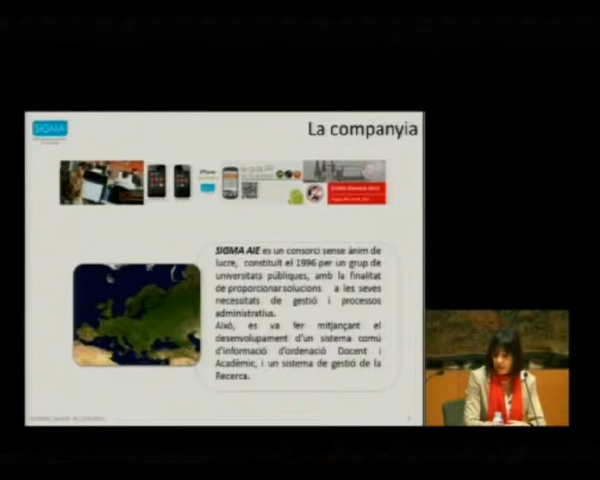 SIGMA
La companyia
SIGMA AIE es un consorci sense ànim de
lucre, constituït el 1996 per un grup de
universitats públiques, amb la finalitat
de proporcionar solucions a les seves
necessitats de gestió i processos
administratius.
Això, es va fer mitjançant el
desenvolupament d'un sistema comú
d'informació d'ordenació Docent i
Acadèmic, i un sistema de gestió de la
Recerca.